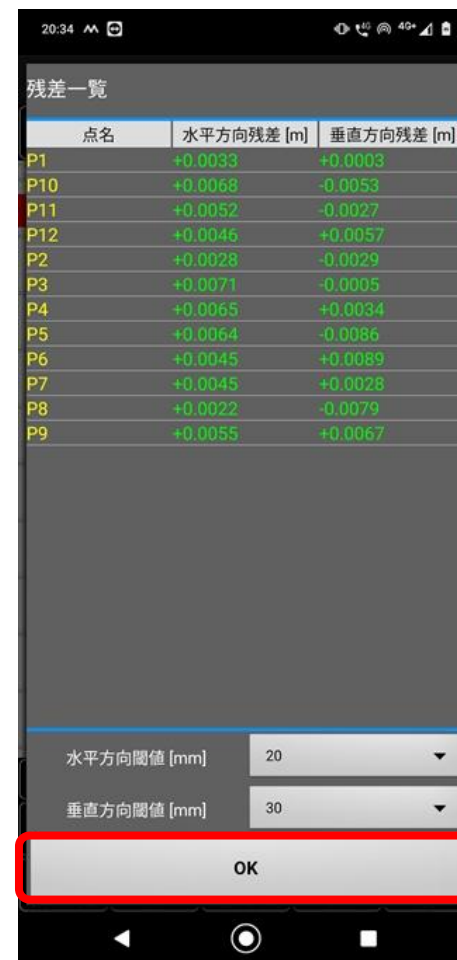 20:34 4G 4G+
残差一覧
点名 水平方向残差 [m] 垂直方向残差 [m]
P1 +0.0033 +0.0003
P10 +0.0068 -0.0053
P11 +0.0052 -0.0027
P12 +0.0046 +0.0057
P2 +0.0028 -0.0029
P3 +0.0071 -0.0005
P4 +0.0065 +0.0034
P5 +0.0064 -0.0086
P6 +0.0045 +0.0089
P7 +0.0045 +0.0028
P8 +0.0022 -0.0079
P9 +0.0055 +0.0067
水平方向閾値 [mm] 20
垂直方向閾値 [mm] 30
OK